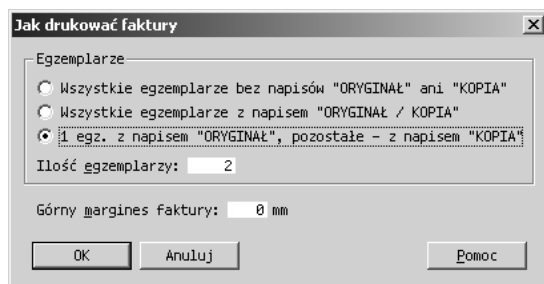 Jak drukować faktury
Egzemplarze
Wszystkie egzemplarze bez napisów "ORYGINAŁ" ani "KOPIA"
Wszystkie egzemplarze z napisem "ORYGINAŁ / KOPIA"
1 egz. z napisem "ORYGINAŁ", pozostałe - z napisem "KOPIA"
Ilość egzemplarzy: 2
Górny margines faktury: 0 mm
OK Anuluj Pomoc